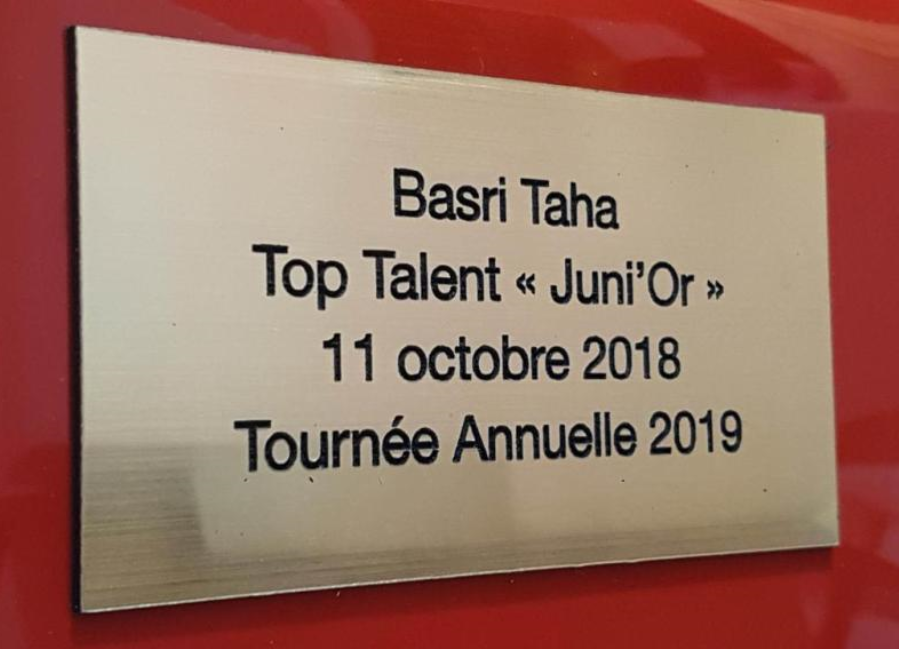 Basri Taha
Top Talent « Juni’Or »
11 octobre 2018
Tournée Annuelle 2019